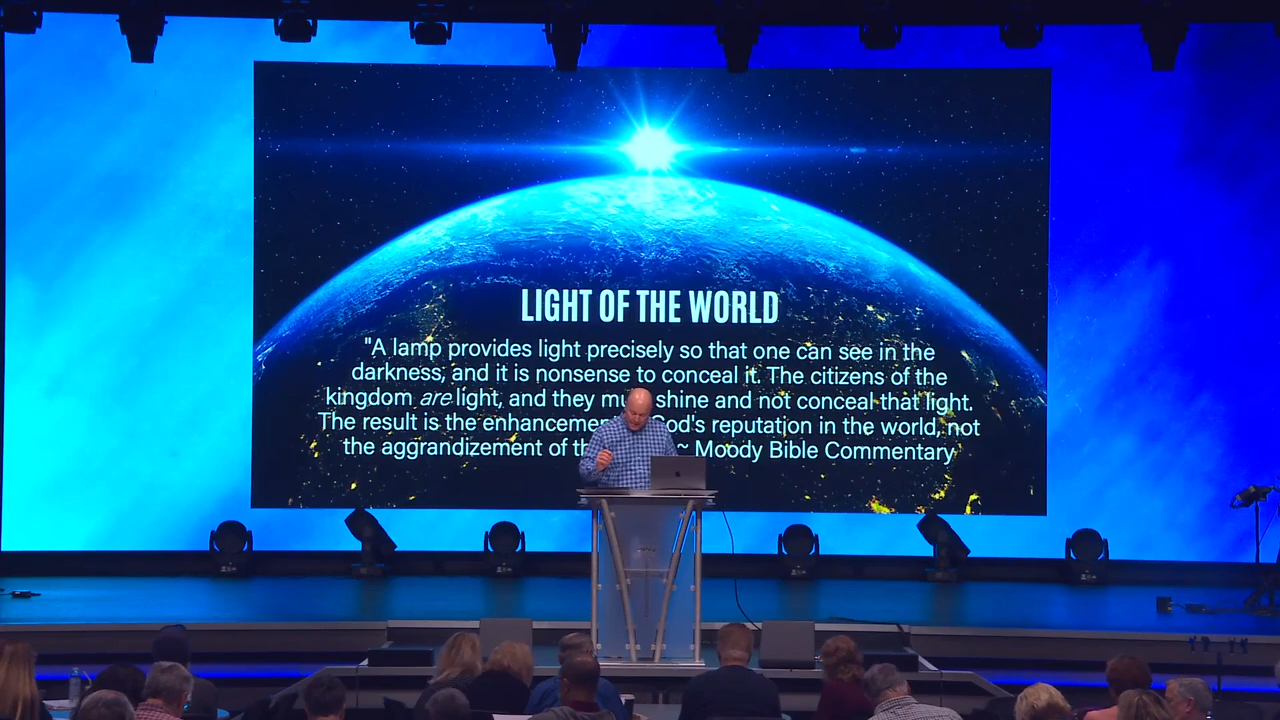 LIGHT OF THE WORLD
"A lamp provides light precisely so that one can see in the
darkness, and it is nonsense to conceal it. The citizens of the
kingdom are light, and they shine and not conceal that light.
The result is the enhancement God's reputation in the world, not
the aggrandizement of ~ Moody Bible Commentary